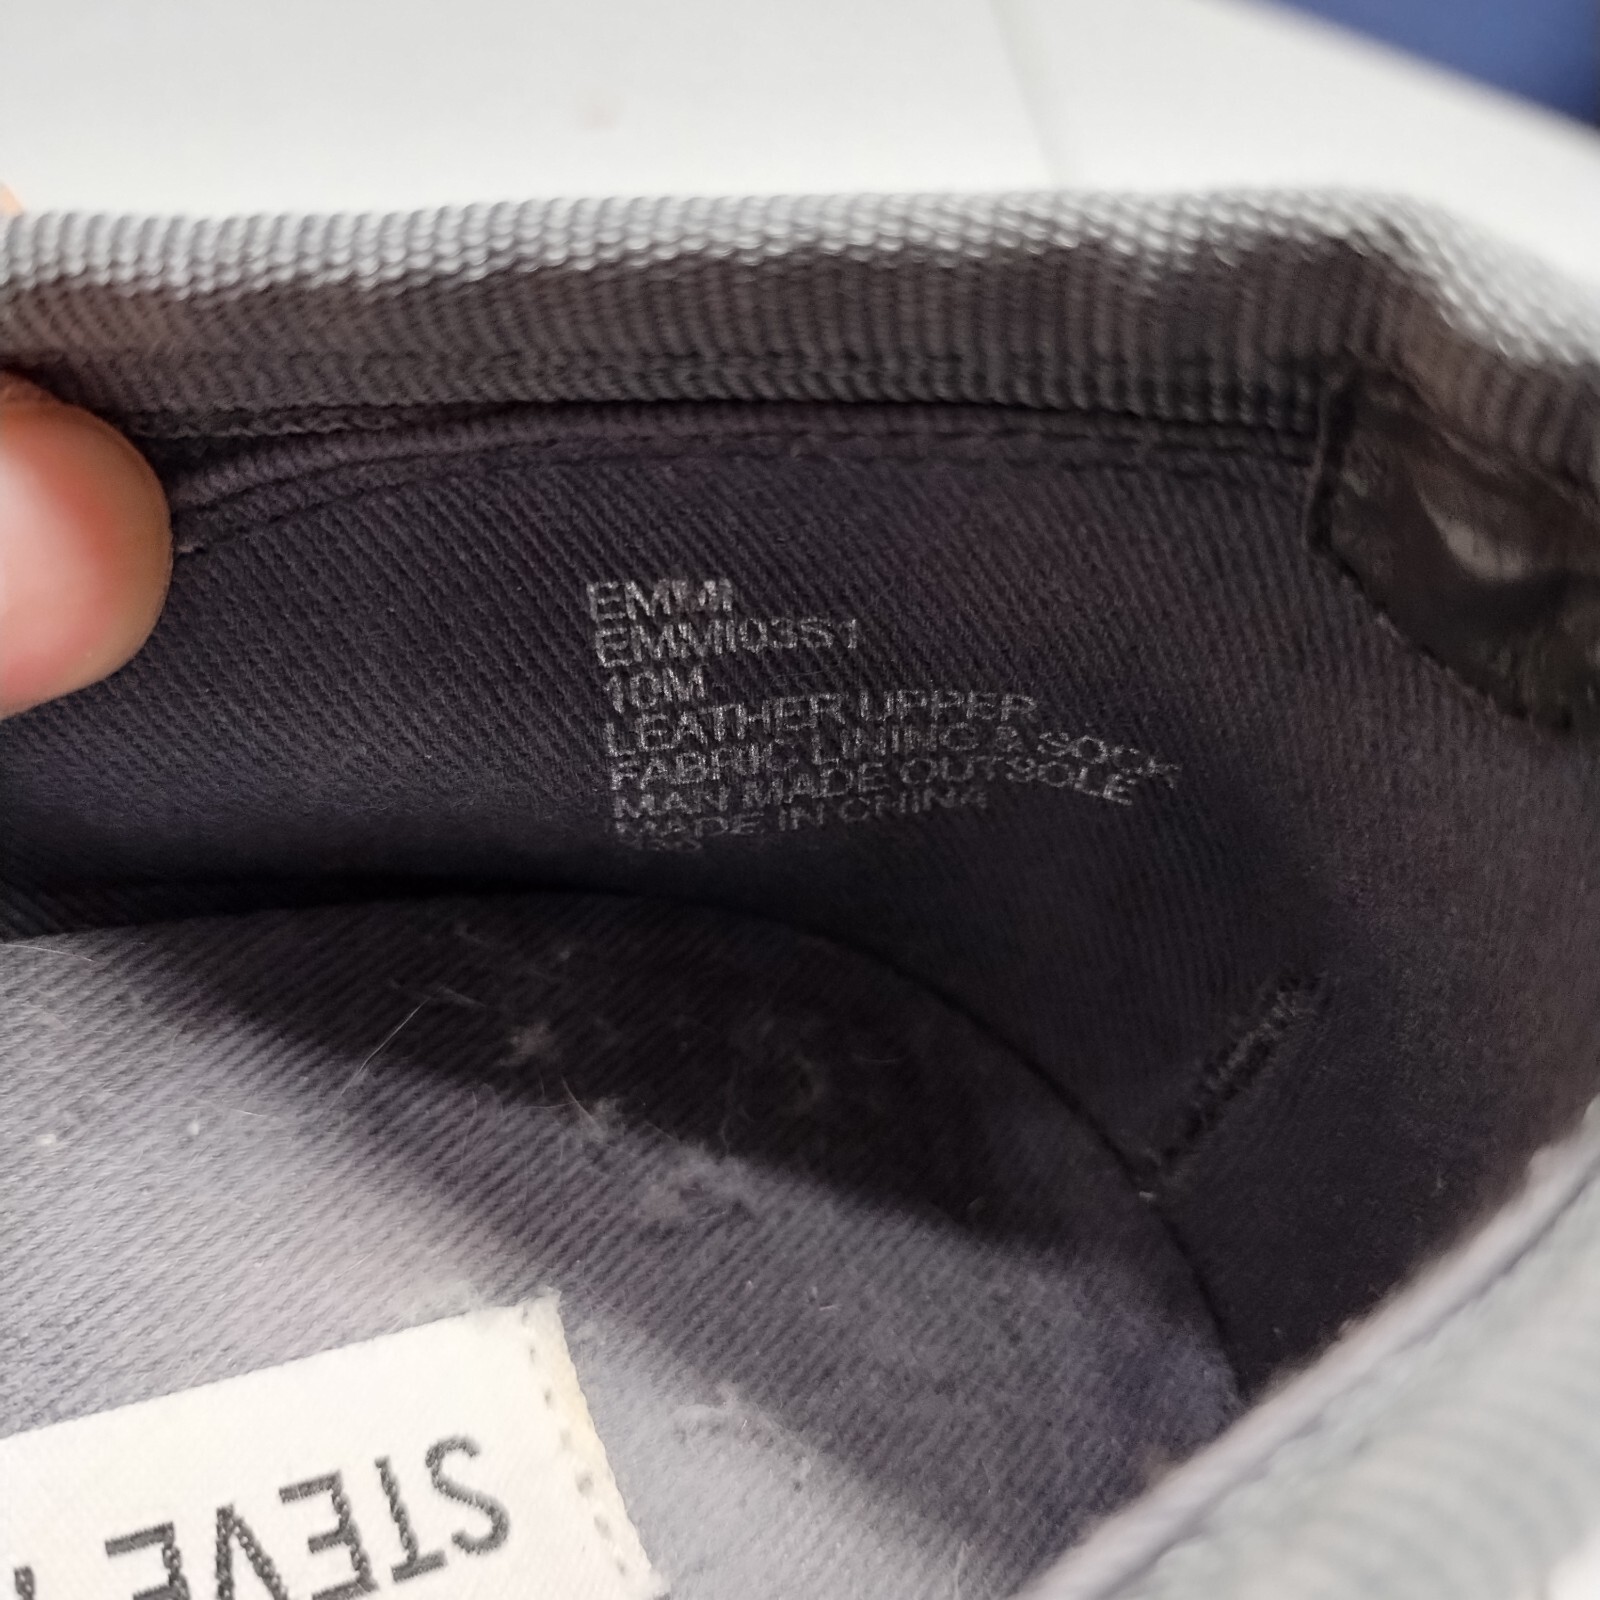 EMMI
EMMI03S1
10M
LEATHER UPPER
FABRIC LINING & SOCK
MAN MADE OUTSOLE
MADE IN CHINA
STEVE